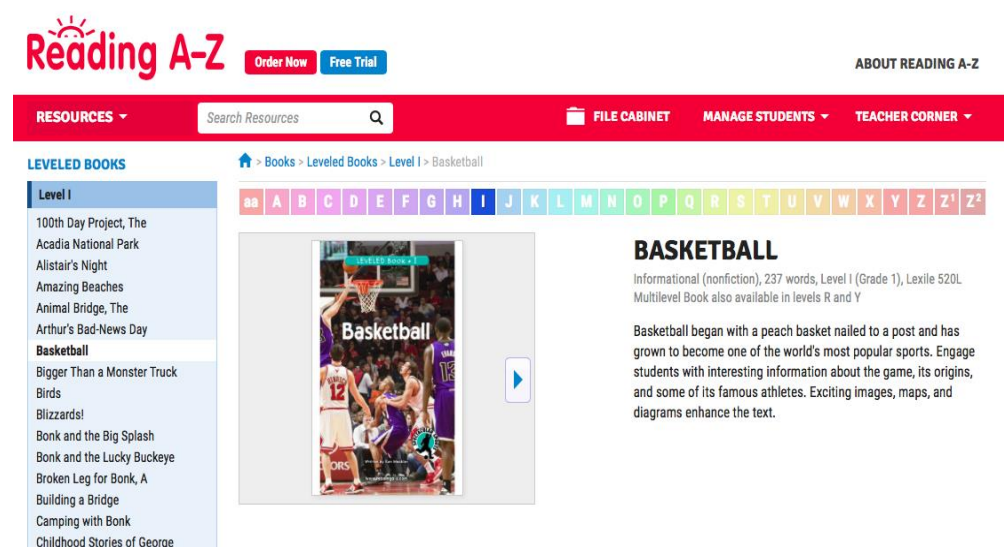 Reading A-Z
Order Now
Free Trial
ABOUT READING A-Z
RESOURCES
Search Resources
FILE CABINET
MANAGE STUDENTS
TEACHER CORNER
LEVELED BOOKS
> Books > Leveled Books > Level I > Basketball
Level I
aa A B C D E F G H I J K L M N O P Q R S T U V W X Y Z Z¹ Z²
100th Day Project, The
Acadia National Park
Alistair's Night
Amazing Beaches
Animal Bridge, The
Arthur's Bad-News Day
Basketball
Bigger Than a Monster Truck
Birds
Blizzards!
Bonk and the Big Splash
Bonk and the Lucky Buckeye
Broken Leg for Bonk, A
Building a Bridge
Camping with Bonk
Childhood Stories of George
LEVELED BOOK • I
Basketball
12
13
BASKETBALL
Informational (nonfiction), 237 words, Level I (Grade 1), Lexile 520L
Multilevel Book also available in levels R and Y
Basketball began with a peach basket nailed to a post and has
grown to become one of the world's most popular sports. Engage
students with interesting information about the game, its origins,
and some of its famous athletes. Exciting images, maps, and
diagrams enhance the text.